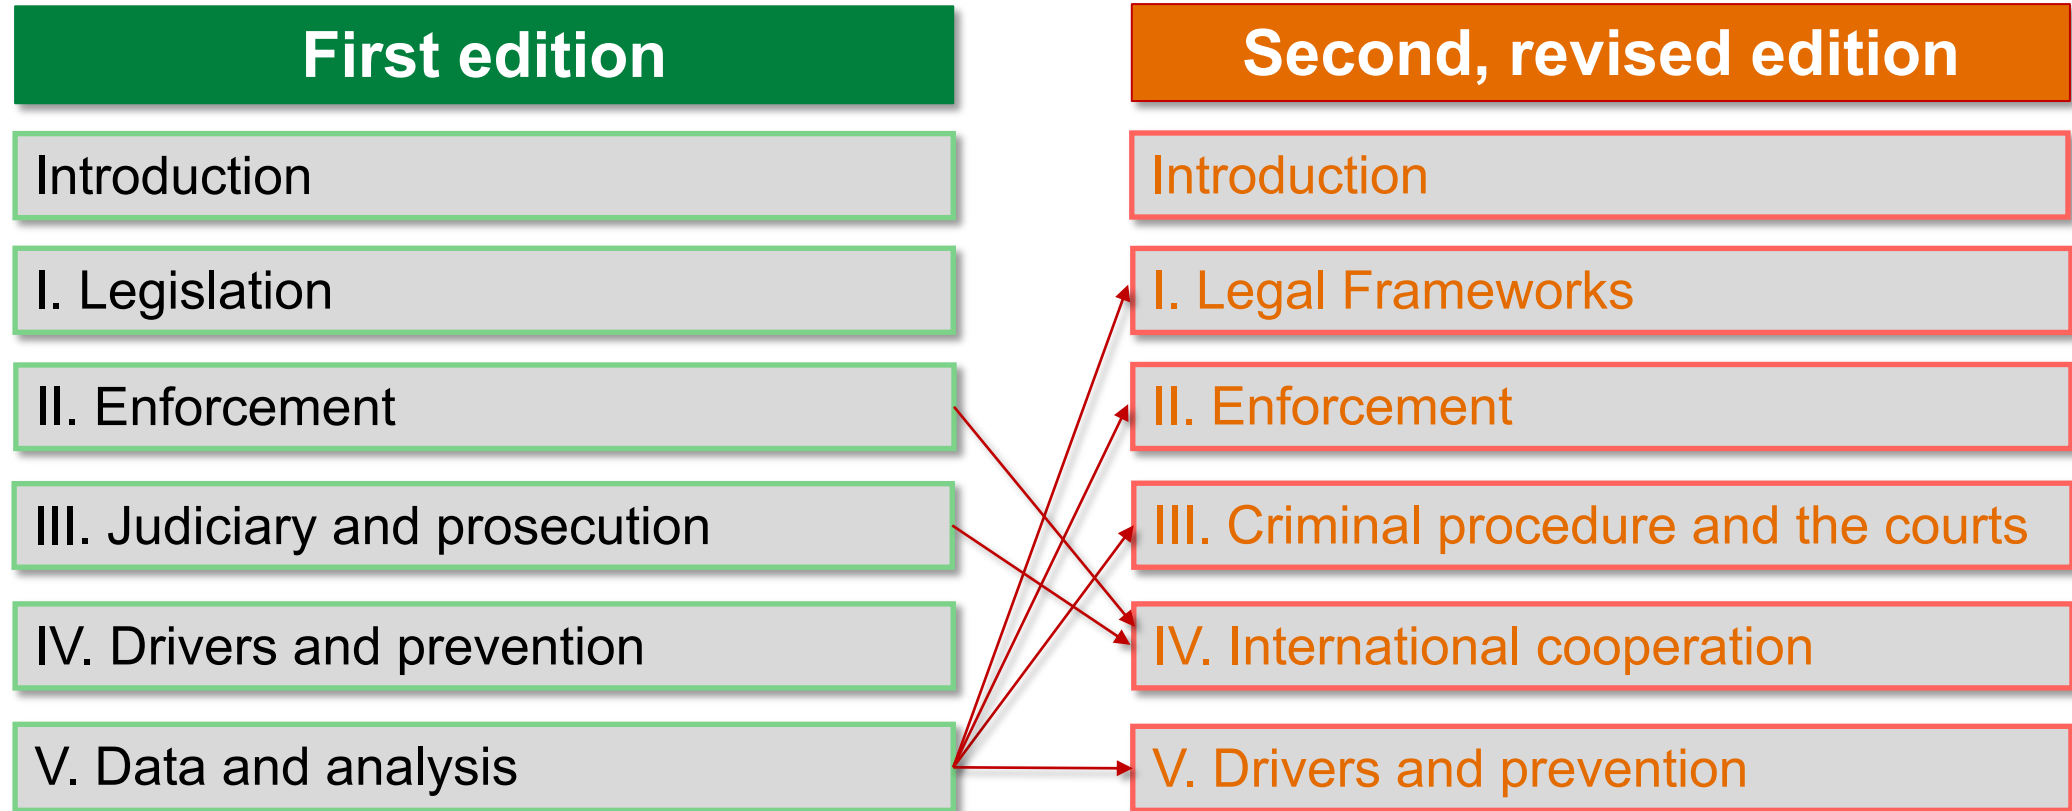 First edition
Introduction
I. Legislation
II. Enforcement
III. Judiciary and prosecution
IV. Drivers and prevention
V. Data and analysis
Second, revised edition
Introduction
I. Legal Frameworks
II. Enforcement
III. Criminal procedure and the courts
IV. International cooperation
V. Drivers and prevention